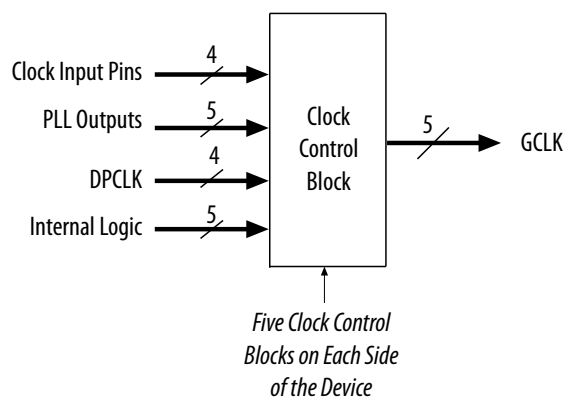 Clock Input Pins
4
PLL Outputs
5
DPCLK
4
Internal Logic
5
Clock
Control
Block
5
GCLK
Five Clock Control
Blocks on Each Side
of the Device